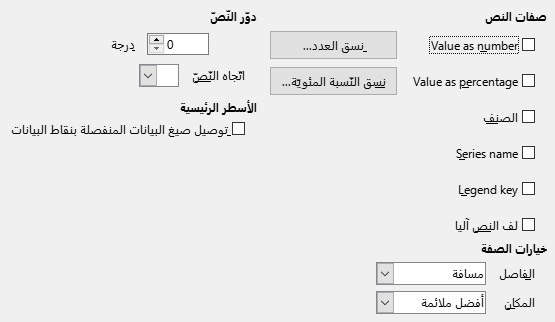 صفات النص
Value as number
نسق العدد...
Value as percentage
نسق النّسبة المئويّة...
الصنف
Series name
Legend key
لف النص آليا
خيارات الصفة
الفاصل مسافة
المكان أفضل ملائمة
دوّر النّصّ
0 درجة
اتّجاه النّصّ
الأسطر الرئيسية
توصيل صيغ البيانات المنفصلة بنقاط البيانات